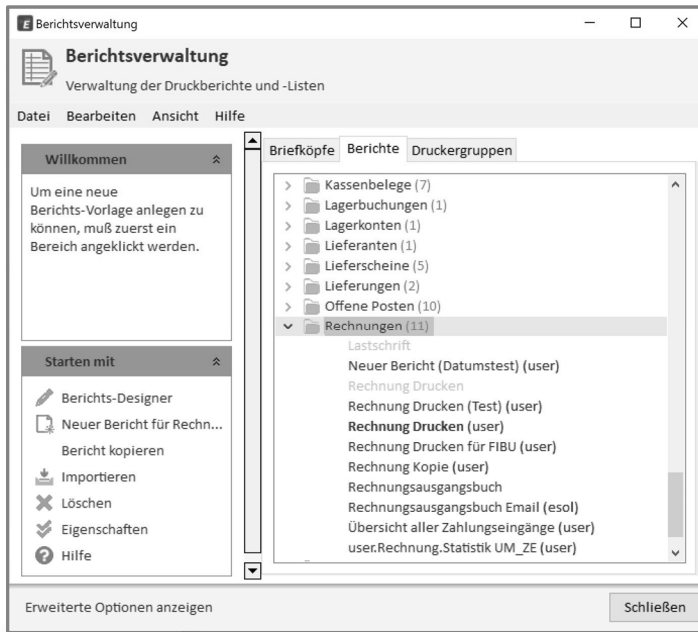 Berichtsverwaltung
Berichtsverwaltung
Verwaltung der Druckberichte und -Listen
Datei Bearbeiten Ansicht Hilfe
Willkommen
Um eine neue
Berichts-Vorlage anlegen zu
können, muß zuerst ein
Bereich angeklickt werden.
Starten mit
Berichts-Designer
Neuer Bericht für Rechn...
Bericht kopieren
Importieren
Löschen
Eigenschaften
Hilfe
Briefköpfe Berichte Druckergruppen
Kassenbelege (7)
Lagerbuchungen (1)
Lagerkonten (1)
Lieferanten (1)
Lieferscheine (5)
Lieferungen (2)
Offene Posten (10)
Rechnungen (11)
Lastschrift
Neuer Bericht (Datumstest) (user)
Rechnung Drucken
Rechnung Drucken (Test) (user)
Rechnung Drucken (user)
Rechnung Drucken für FIBU (user)
Rechnung Kopie (user)
Rechnungsausgangsbuch
Rechnungsausgangsbuch Email (esol)
Übersicht aller Zahlungseingänge (user)
user.Rechnung.Statistik UM_ZE (user)
Erweiterte Optionen anzeigen
Schließen